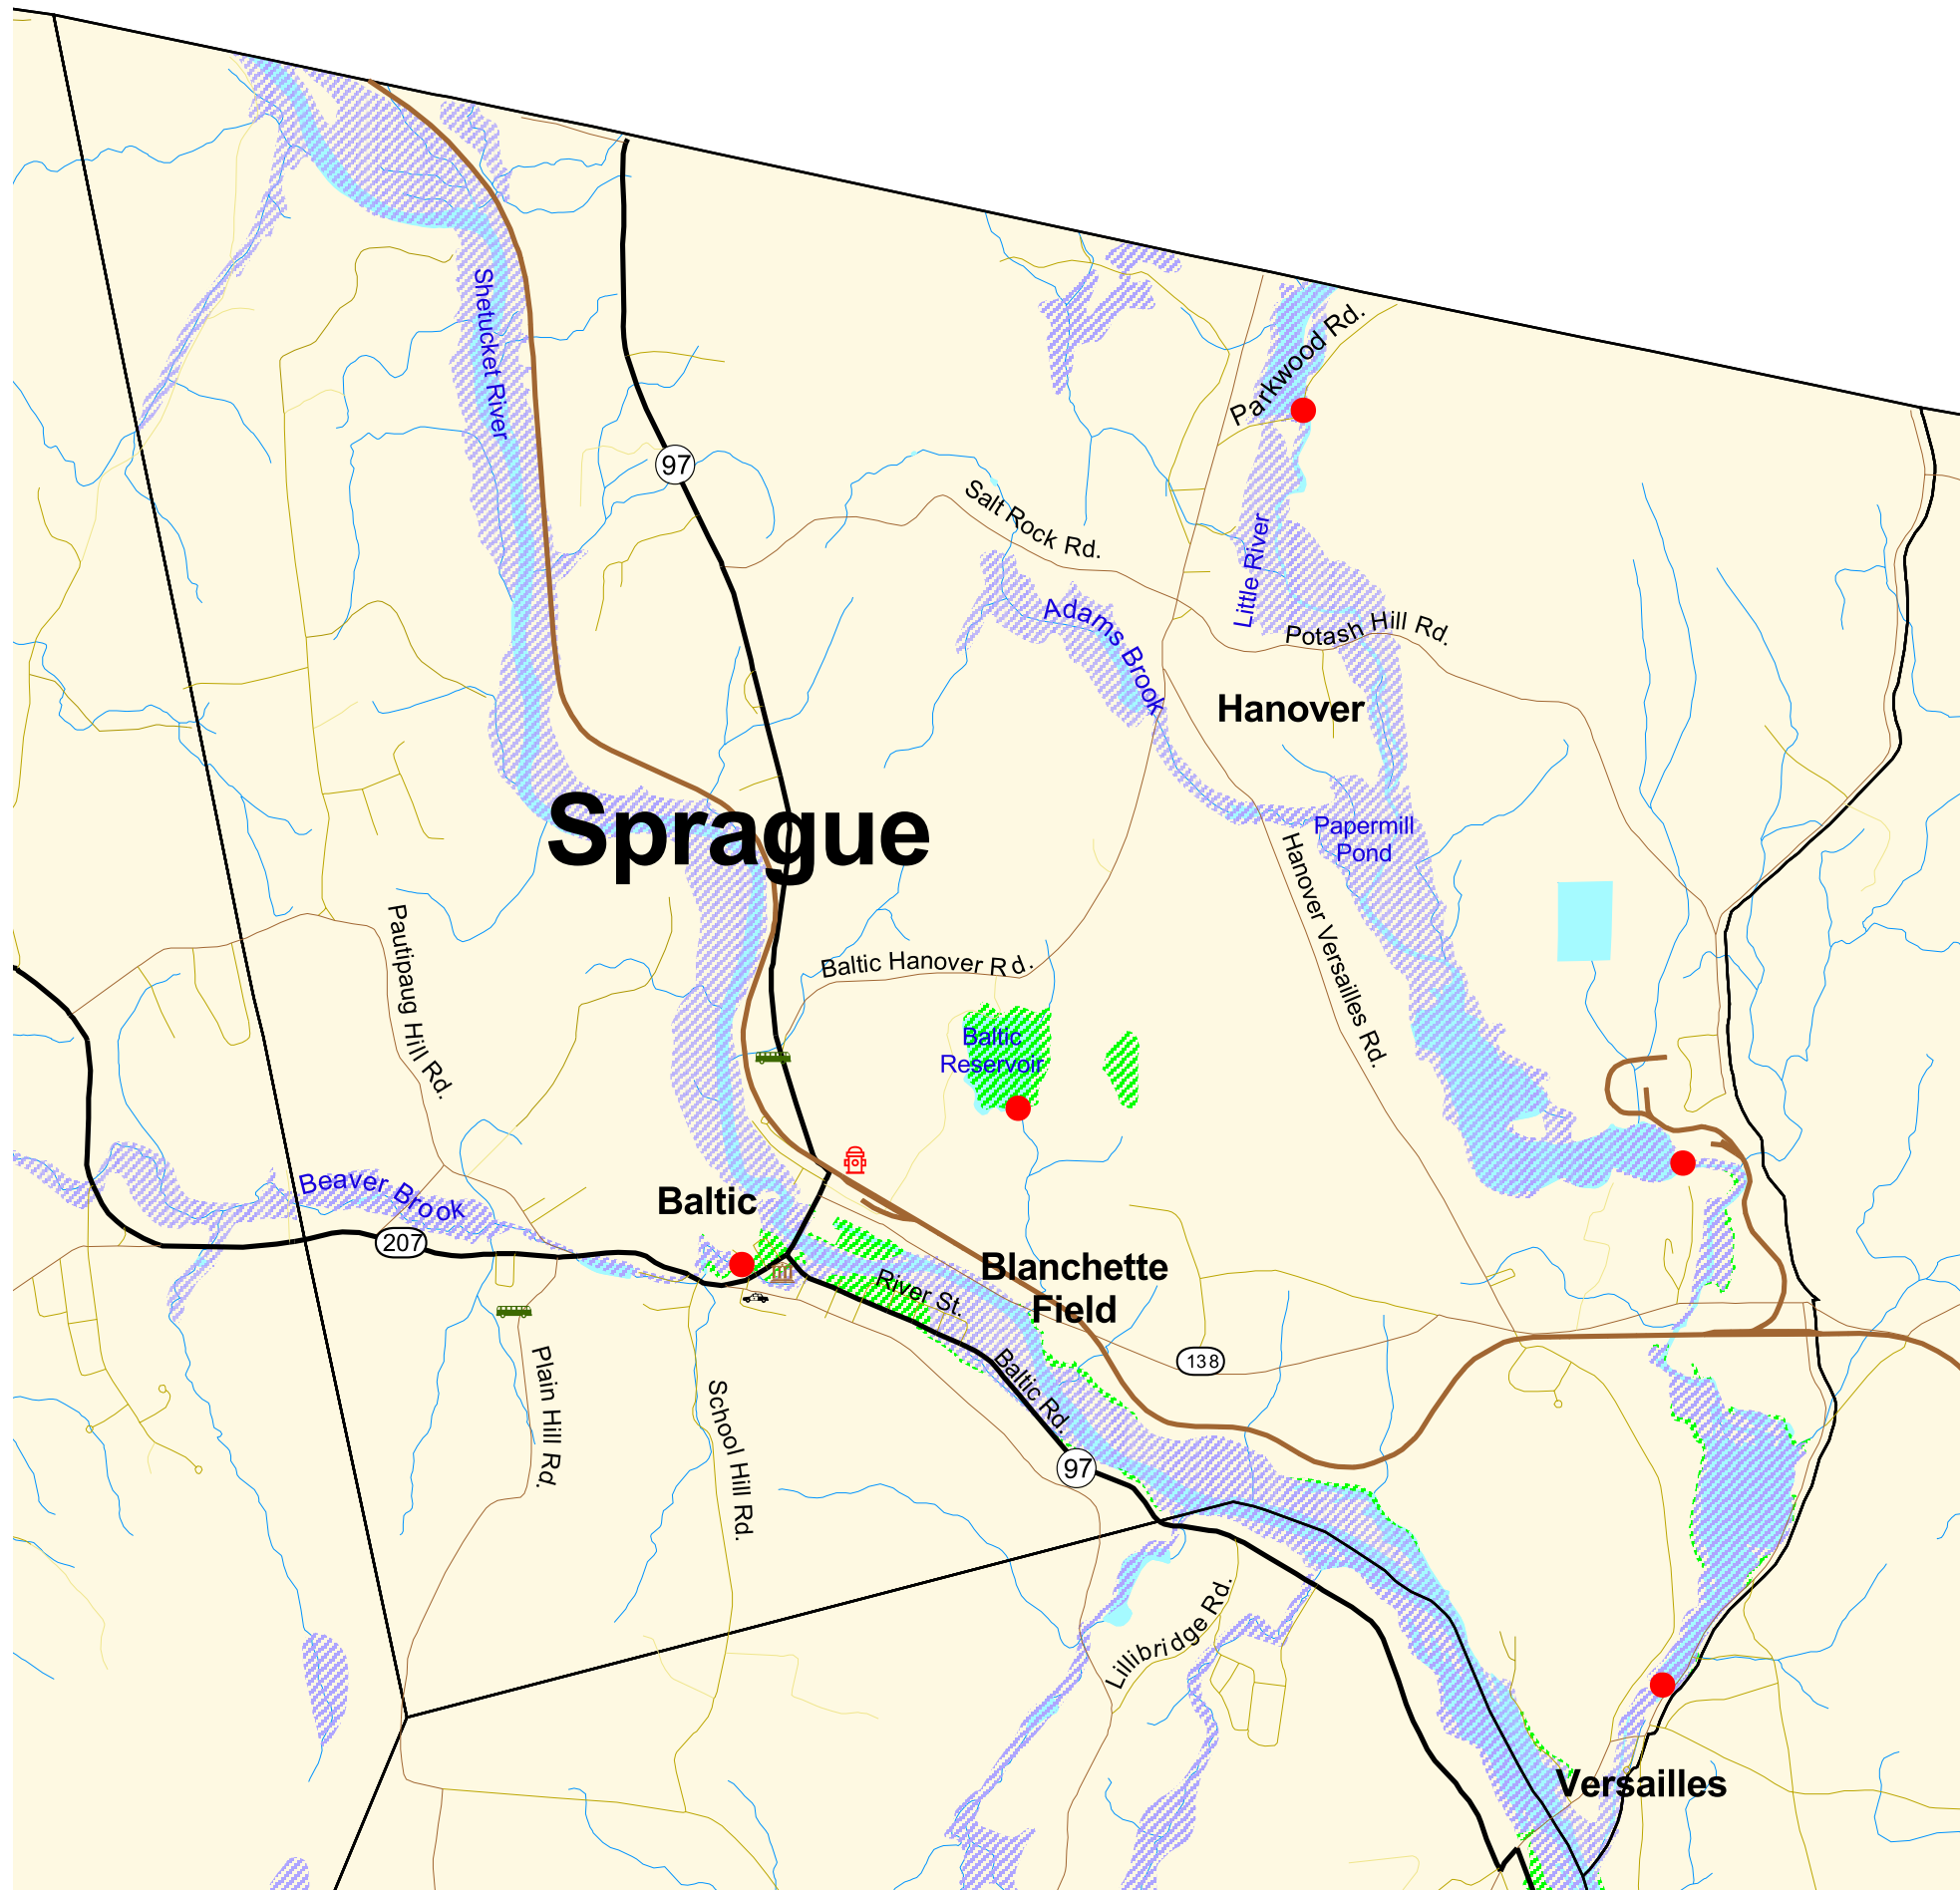 Shetucket River
Parkwood Rd.
97
Salt Rock Rd.
Little River
Adams Brook
Potash Hill Rd.
Hanover
Sprague
Papermill
Pond
Hanover Versailles Rd.
Pautipaug Hill Rd.
Baltic Hanover Rd.
Baltic
Reservoir
Beaver Brook
Baltic
207
Blanchette
Field
River St.
138
Plain Hill Rd.
School Hill Rd.
Baltic Rd.
97
Lillibridge Rd.
Versailles